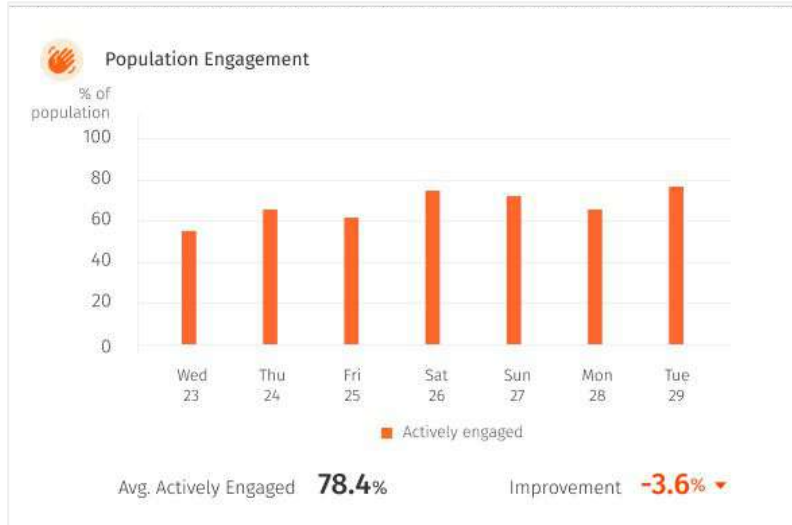 Population Engagement
% of
population
100
80
60
40
20
0
Wed Thu Fri Sat Sun Mon Tue
23 24 25 26 27 28 29
Actively engaged
Avg. Actively Engaged 78.4% Improvement -3.6%